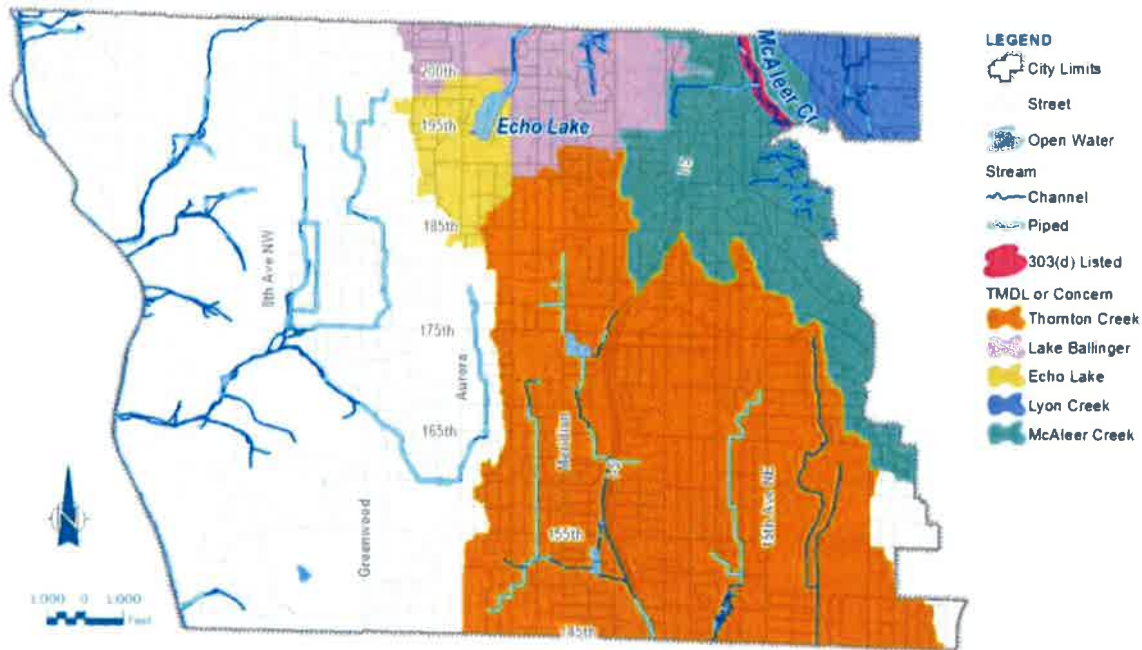 McAleer Cr
200th
195th
Echo Lake
185th
I5
8th Ave NW
175th
Aurora
165th
Meridian
I5
15th Ave NE
155th
Greenwood
145th
N
1,000 0 1,000
Feet
LEGEND
City Limits
Street
Open Water
Stream
Channel
Piped
303(d) Listed
TMDL or Concern
Thornton Creek
Lake Ballinger
Echo Lake
Lyon Creek
McAleer Creek